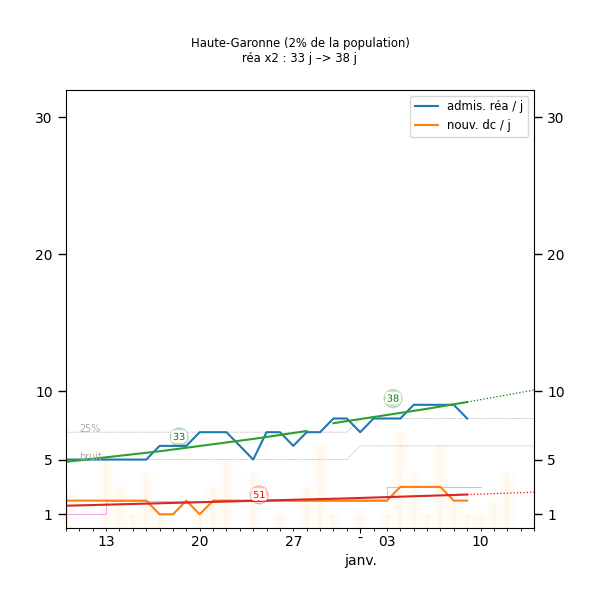 Haute-Garonne (2% de la population)
réa x2 : 33 j –> 38 j
admis. réa / j
nouv. dc / j
30 30
20 20
10 10
5 5
1 1
25%
bruit
33
38
51
13 20 27 - 03 10
janv.